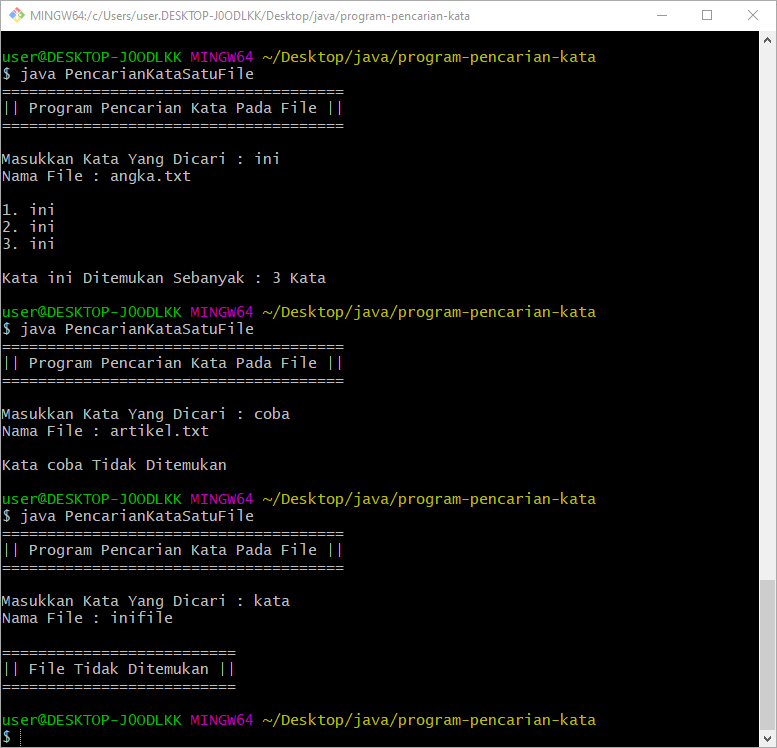 MINGW64:/c/Users/user.DESKTOP-J0ODLKK/Desktop/java/program-pencarian-kata
user@DESKTOP-J0ODLKK MINGW64 ~/Desktop/java/program-pencarian-kata
$ java PencarianKataSatuFile
======================================
|| Program Pencarian Kata Pada File ||
======================================
Masukkan Kata Yang Dicari : ini
Nama File : angka.txt
1. ini
2. ini
3. ini
Kata ini Ditemukan Sebanyak : 3 Kata
user@DESKTOP-J0ODLKK MINGW64 ~/Desktop/java/program-pencarian-kata
$ java PencarianKataSatuFile
======================================
|| Program Pencarian Kata Pada File ||
======================================
Masukkan Kata Yang Dicari : coba
Nama File : artikel.txt
Kata coba Tidak Ditemukan
user@DESKTOP-J0ODLKK MINGW64 ~/Desktop/java/program-pencarian-kata
$ java PencarianKataSatuFile
======================================
|| Program Pencarian Kata Pada File ||
======================================
Masukkan Kata Yang Dicari : kata
Nama File : inifile
==========================
|| File Tidak Ditemukan ||
==========================
user@DESKTOP-J0ODLKK MINGW64 ~/Desktop/java/program-pencarian-kata
$